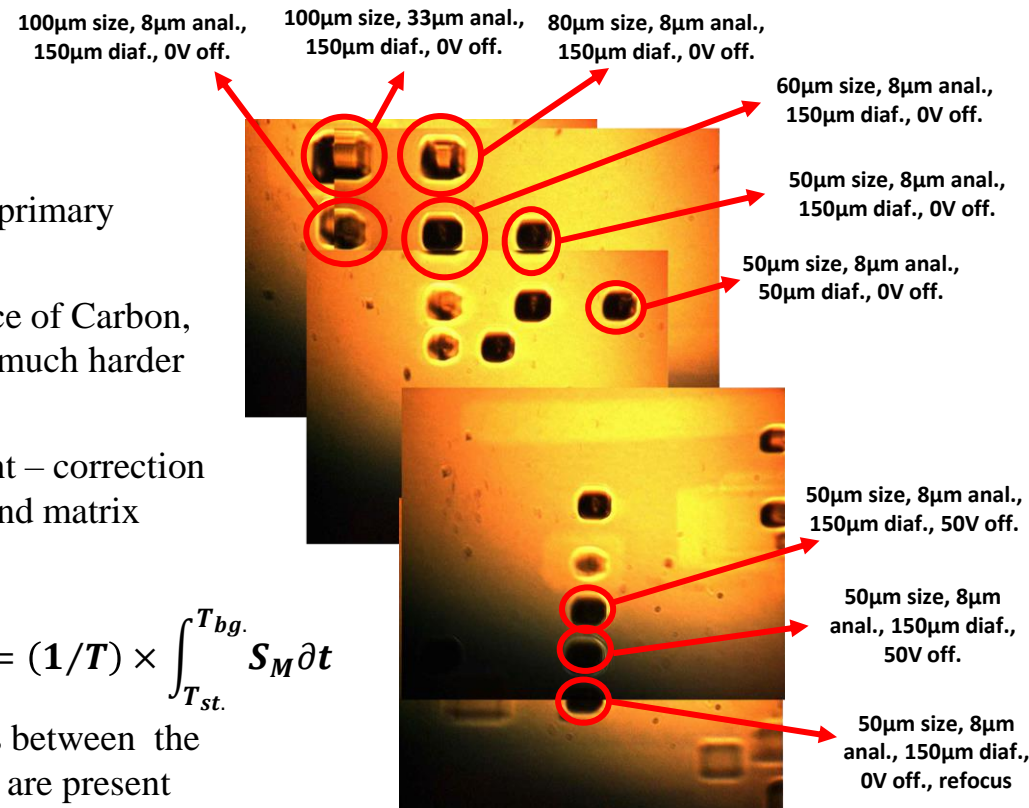 100μm size, 8μm anal.,
150μm diaf., 0V off.
100μm size, 33μm anal.,
150μm diaf., 0V off.
80μm size, 8μm anal.,
150μm diaf., 0V off.
60μm size, 8μm anal.,
150μm diaf., 0V off.
50μm size, 8μm anal.,
150μm diaf., 0V off.
50μm size, 8μm anal.,
50μm diaf., 0V off.
primary
ce of Carbon,
much harder
nt – correction
nd matrix
= (1/T) × ∫ T_{st.}^{T_{bg.}} S_M ∂t
s between the
are present
50μm size, 8μm anal.,
150μm diaf., 50V off.
50μm size, 8μm
anal., 150μm diaf.,
50V off.
50μm size, 8μm
anal., 150μm diaf.,
0V off., refocus